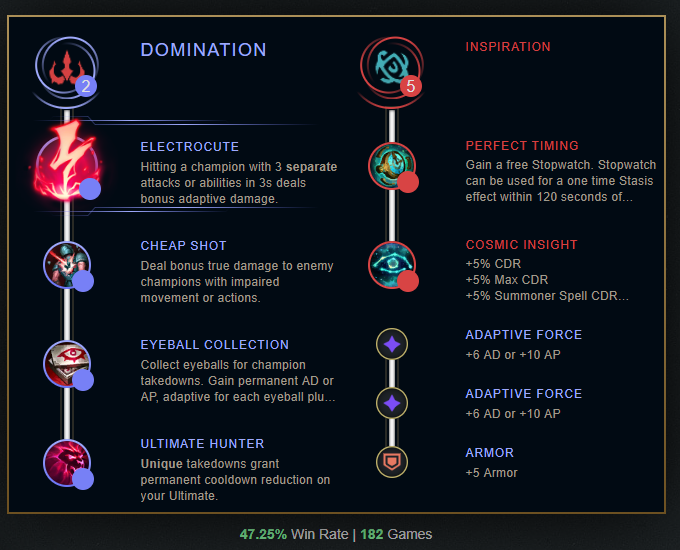 DOMINATION
2
ELECTROCUTE
Hitting a champion with 3 separate
attacks or abilities in 3s deals
bonus adaptive damage.
CHEAP SHOT
Deal bonus true damage to enemy
champions with impaired
movement or actions.
EYEBALL COLLECTION
Collect eyeballs for champion
takedowns. Gain permanent AD or
AP, adaptive for each eyeball plu...
ULTIMATE HUNTER
Unique takedowns grant
permanent cooldown reduction on
your Ultimate.
INSPIRATION
5
PERFECT TIMING
Gain a free Stopwatch. Stopwatch
can be used for a one time Stasis
effect within 120 seconds of...
COSMIC INSIGHT
+5% CDR
+5% Max CDR
+5% Summoner Spell CDR...
ADAPTIVE FORCE
+6 AD or +10 AP
ADAPTIVE FORCE
+6 AD or +10 AP
ARMOR
+5 Armor
47.25% Win Rate | 182 Games